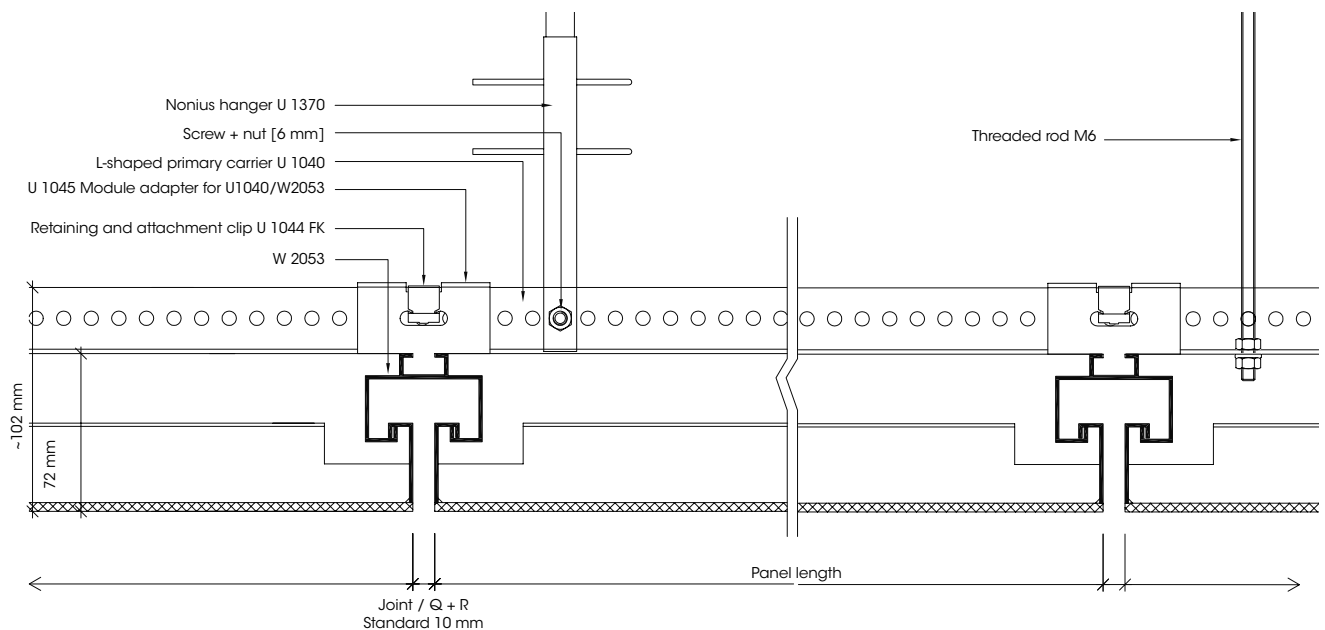 Nonius hanger U 1370
Screw + nut [6 mm]
Threaded rod M6
L-shaped primary carrier U 1040
U 1045 Module adapter for U1040/W2053
Retaining and attachment clip U 1044 FK
W 2053
~102 mm
72 mm
Panel length
Joint / Q + R
Standard 10 mm